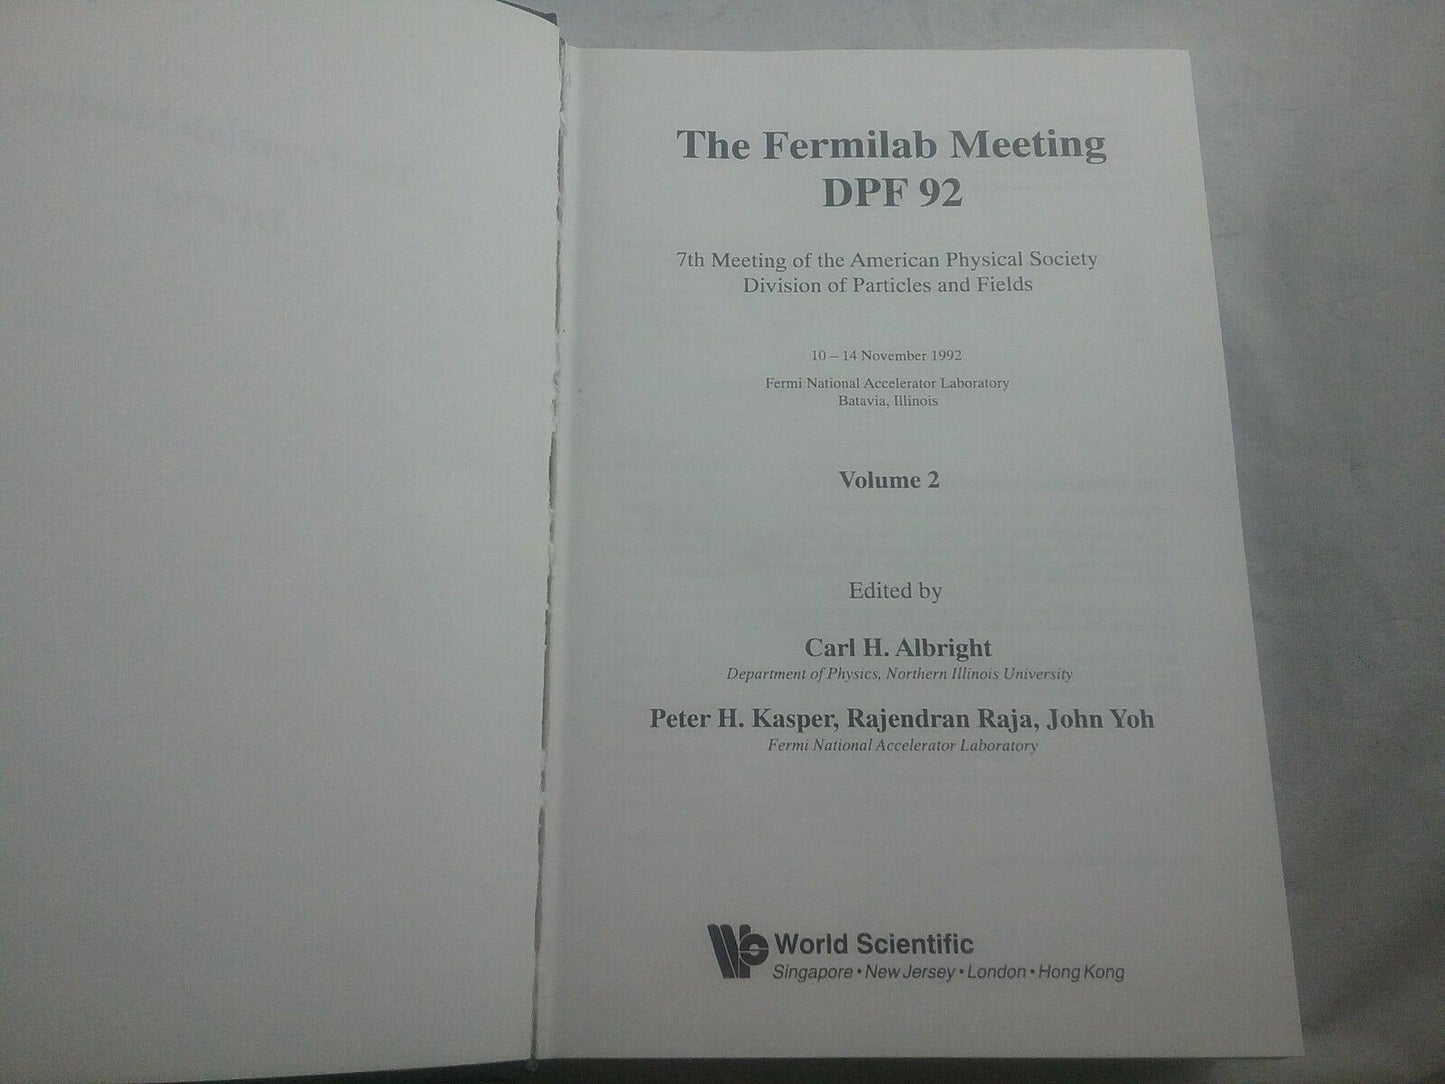 The Fermilab Meeting
DPF 92
7th Meeting of the American Physical Society
Division of Particles and Fields
10 – 14 November 1992
Fermi National Accelerator Laboratory
Batavia, Illinois
Volume 2
Edited by
Carl H. Albright
Department of Physics, Northern Illinois University
Peter H. Kasper, Rajendran Raja, John Yoh
Fermi National Accelerator Laboratory
World Scientific
Singapore • New Jersey • London • Hong Kong